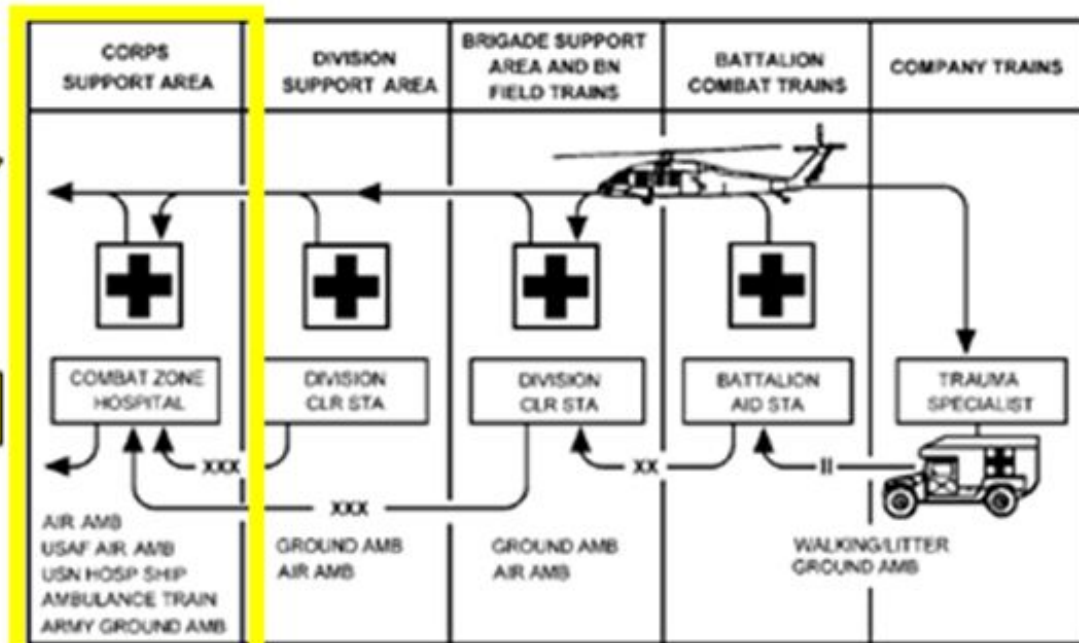 CORPS
SUPPORT AREA
DIVISION
SUPPORT AREA
BRIGADE SUPPORT
AREA AND BN
FIELD TRAINS
BATTALION
COMBAT TRAINS
COMPANY TRAINS
COMBAT ZONE
HOSPITAL
DIVISION
CLR STA
DIVISION
CLR STA
BATTALION
AID STA
TRAUMA
SPECIALIST
XXX
XX
II
XXX
AIR AMB
USAF AIR AMB
USN HOSP SHIP
AMBULANCE TRAIN
ARMY GROUND AMB
GROUND AMB
AIR AMB
GROUND AMB
AIR AMB
WALKING/LITTER
GROUND AMB